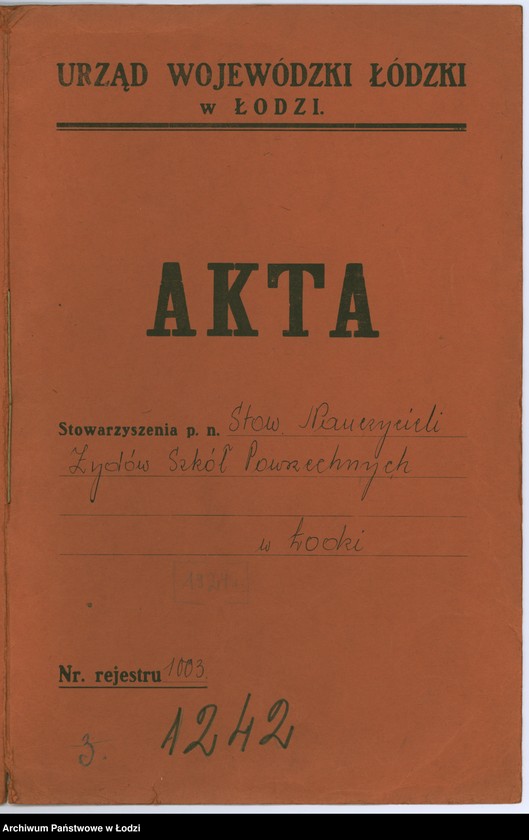 URZĄD WOJEWÓDZKI ŁÓDZKI
w ŁODZI.
AKTA
Stowarzyszenia p. n. Stow. Nauczycieli
Żydów Szkół Powszechnych
w Łodzi
Nr. rejestru 1003.
3. 1242
Archiwum Państwowe w Łodzi